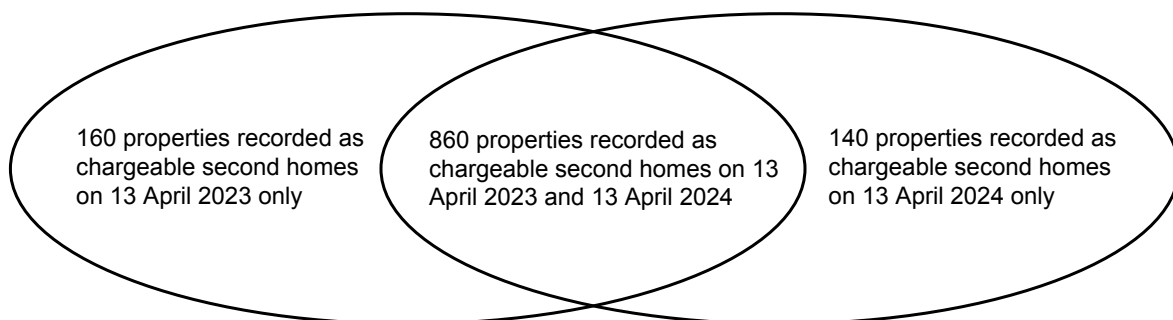 160 properties recorded as
chargeable second homes
on 13 April 2023 only
860 properties recorded as
chargeable second homes on 13
April 2023 and 13 April 2024
140 properties recorded as
chargeable second homes
on 13 April 2024 only